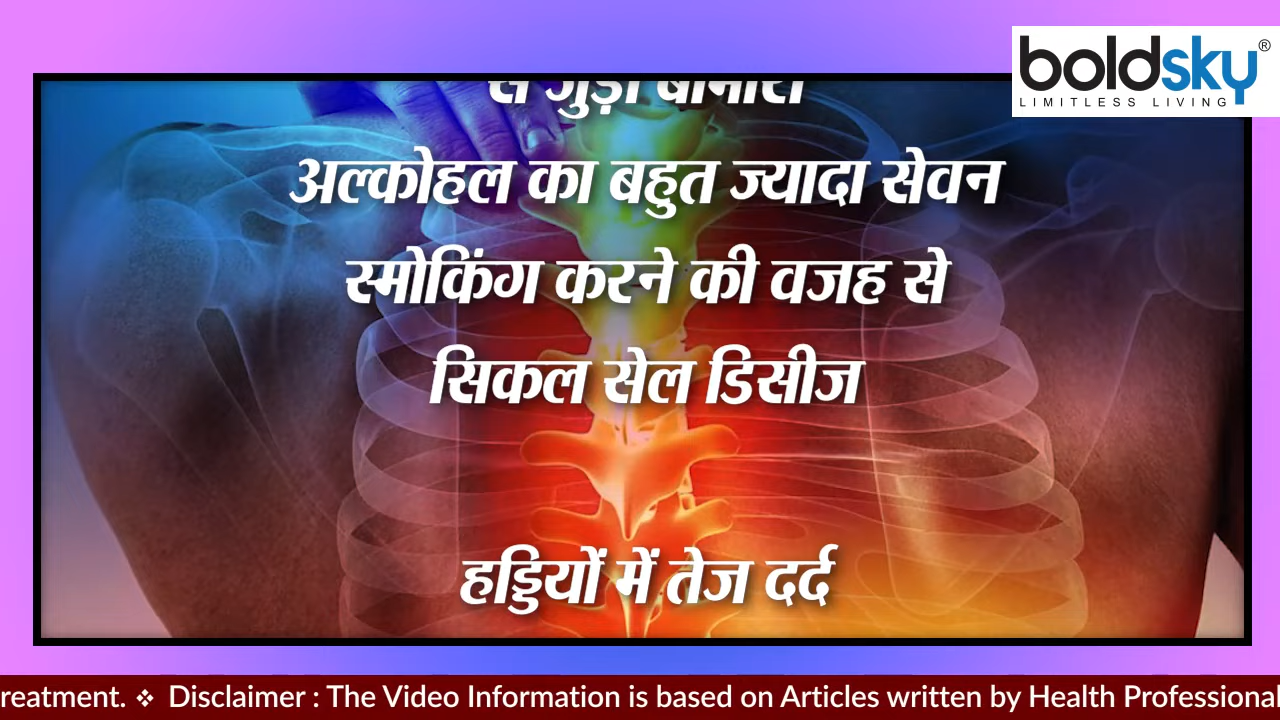 boldsky®
LIMITLESS LIVING
से जुड़ी बीमारी
अल्कोहल का बहुत ज्यादा सेवन
स्मोकिंग करने की वजह से
सिकल सेल डिसीज
हड्डियों में तेज दर्द
reatment. ❖ Disclaimer : The Video Information is based on Articles written by Health Professional